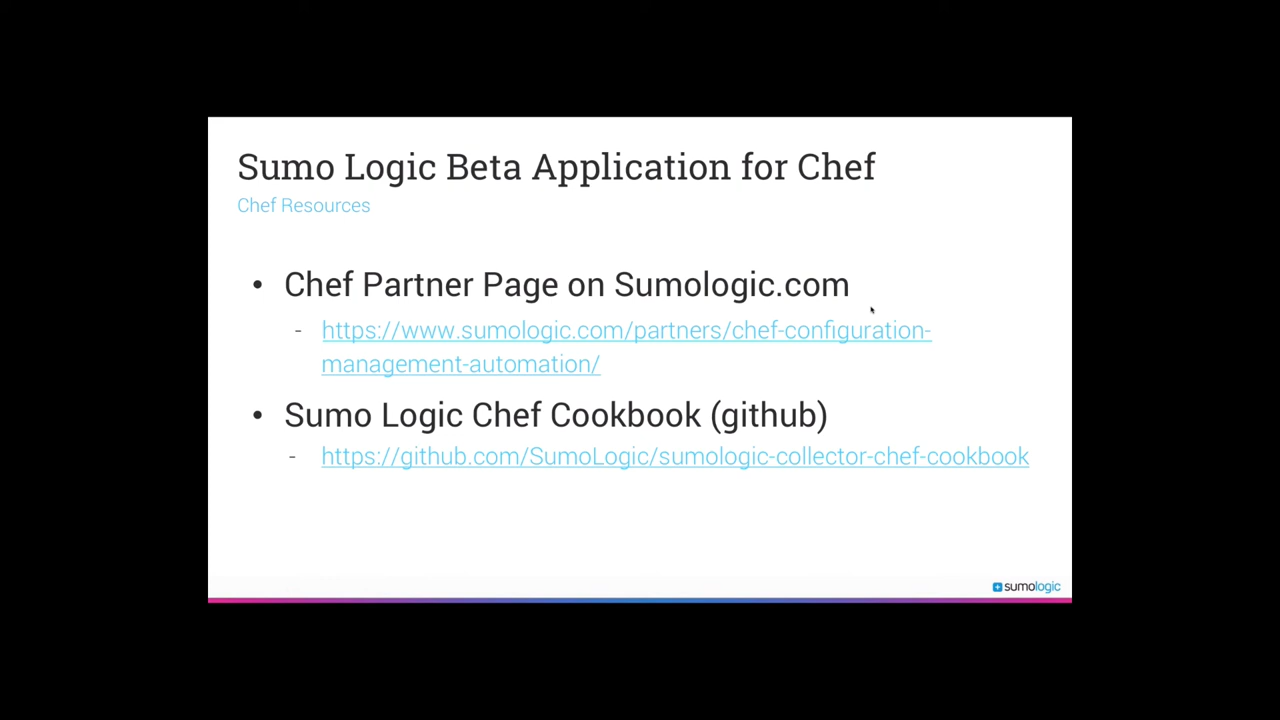 Sumo Logic Beta Application for Chef
Chef Resources
• Chef Partner Page on Sumologic.com
- https://www.sumologic.com/partners/chef-configuration-
management-automation/
• Sumo Logic Chef Cookbook (github)
- https://github.com/SumoLogic/sumologic-collector-chef-cookbook
sumologic